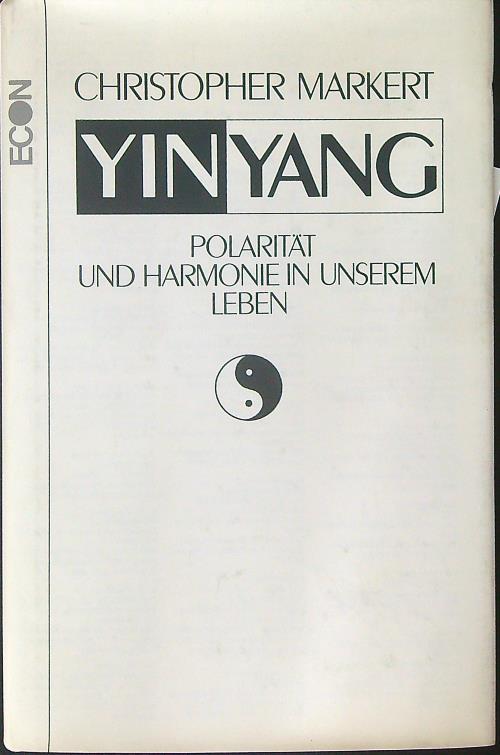 ECON
CHRISTOPHER MARKERT
YINYANG
POLARITÄT
UND HARMONIE IN UNSEREM
LEBEN